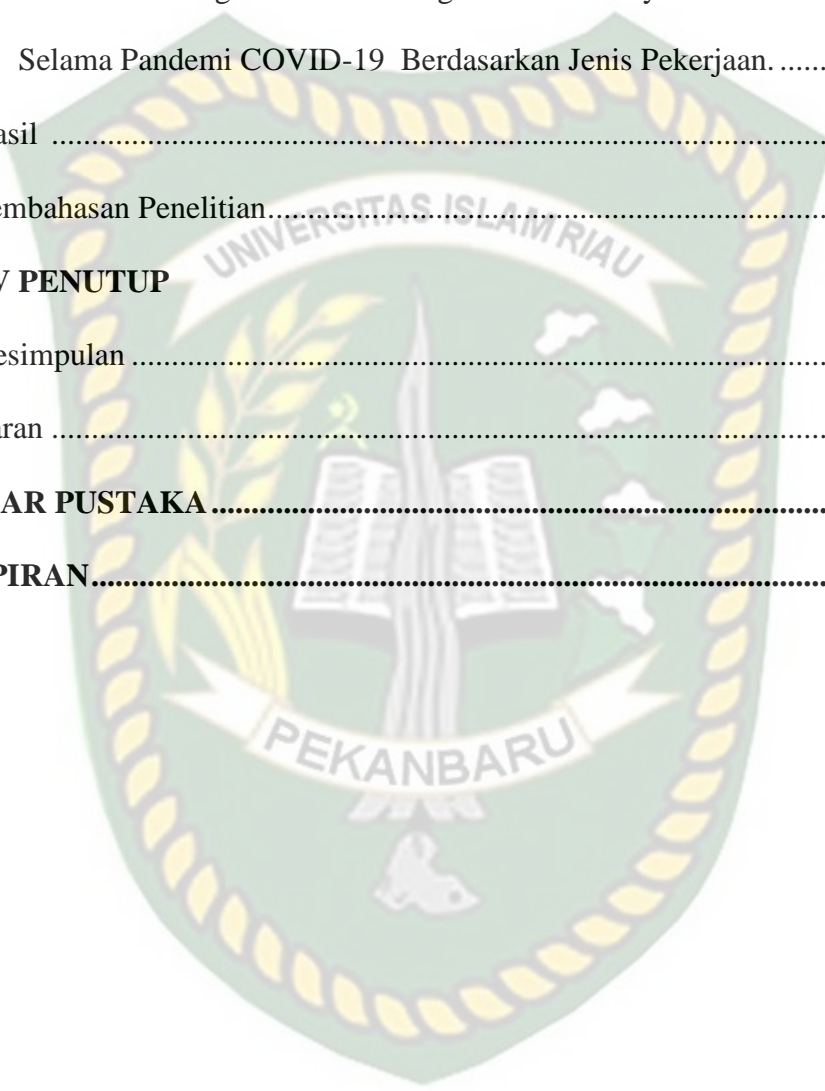 Selama Pandemi COVID-19 Berdasarkan Jenis Pekerjaan. ......
asil ................................................................................
embahasan Penelitian..........................................................
V PENUTUP
esimpulan ......................................................................
aran ................................................................................
AR PUSTAKA ................................................................
PIRAN............................................................................
UNIVERSITAS ISLAM RIAU
PEKANBARU